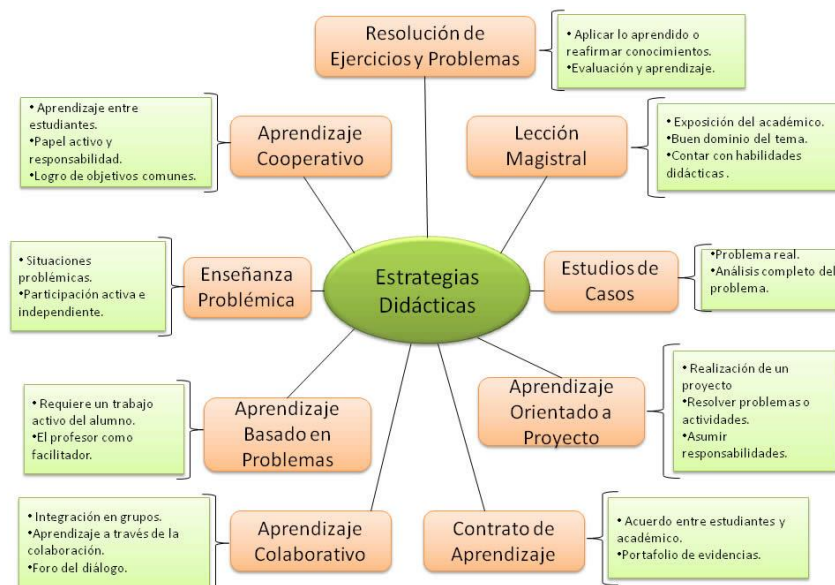 Resolución de
Ejercicios y Problemas
• Aplicar lo aprendido o
reafirmar conocimientos.
•Evaluación y aprendizaje.
• Aprendizaje entre
estudiantes.
•Papel activo y
responsabilidad.
•Logro de objetivos comunes.
Aprendizaje
Cooperativo
Lección
Magistral
• Exposición del académico.
• Buen dominio del tema.
• Contar con habilidades
didácticas .
• Situaciones
problémicas.
•Participación activa e
independiente.
Enseñanza
Problémica
Estrategias
Didácticas
Estudios de
Casos
•Problema real.
•Análisis completo del
problema.
• Requiere un trabajo
activo del alumno.
• El profesor como
facilitador.
Aprendizaje
Basado en
Problemas
Aprendizaje
Orientado a
Proyecto
• Realización de un
proyecto
• Resolver problemas o
actividades.
• Asumir
responsabilidades.
• Integración en grupos.
•Aprendizaje a través de la
colaboración.
• Foro del diálogo.
Aprendizaje
Colaborativo
Contrato de
Aprendizaje
• Acuerdo entre estudiantes y
académico.
• Portafolio de evidencias.